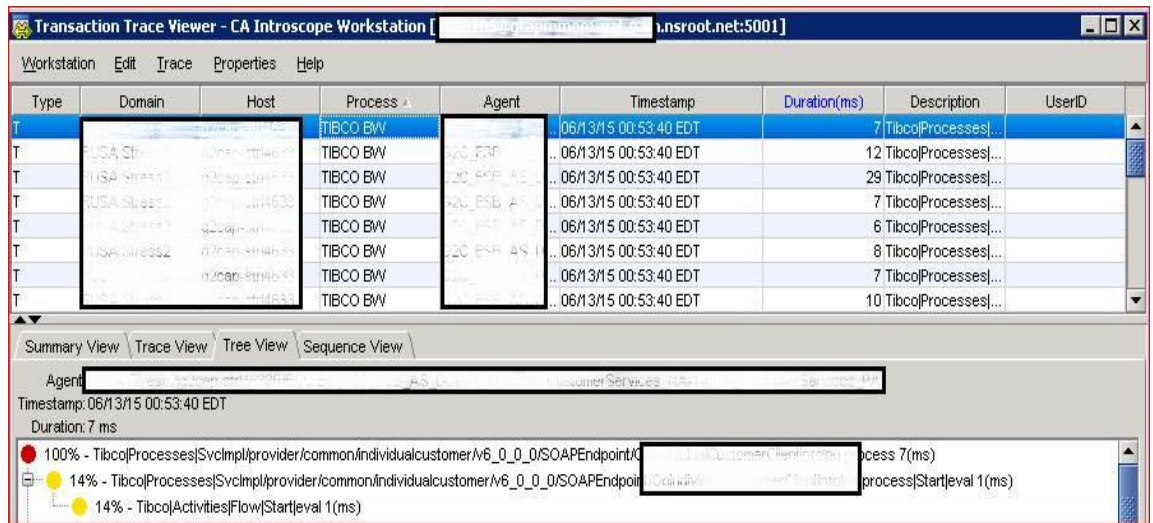 Transaction Trace Viewer - CA Introscope Workstation [ n.nsroot.net:5001]
Workstation Edit Trace Properties Help
Type Domain Host Process Agent Timestamp Duration(ms) Description UserID
T TIBCO BW .. 06/13/15 00:53:40 EDT 7 Tibco|Processes|...
T TIBCO BW .. 06/13/15 00:53:40 EDT 12 Tibco|Processes|...
T TIBCO BW .. 06/13/15 00:53:40 EDT 29 Tibco|Processes|...
T TIBCO BW .. 06/13/15 00:53:40 EDT 7 Tibco|Processes|...
T TIBCO BW .. 06/13/15 00:53:40 EDT 6 Tibco|Processes|...
T TIBCO BW .. 06/13/15 00:53:40 EDT 8 Tibco|Processes|...
T TIBCO BW .. 06/13/15 00:53:40 EDT 7 Tibco|Processes|...
T TIBCO BW .. 06/13/15 00:53:40 EDT 10 Tibco|Processes|...
Summary View Trace View Tree View Sequence View
Agent
Timestamp: 06/13/15 00:53:40 EDT
Duration: 7 ms
100% - Tibco|Processes|SvcImpl/provider/common/individualcustomer/v6_0_0_0/SOAPEndpoint/ 7(ms)
14% - Tibco|Processes|SvcImpl/provider/common/individualcustomer/v6_0_0_0/SOAPEndpoin process|Start|eval 1(ms)
14% - Tibco|Activities|Flow|Start|eval 1(ms)